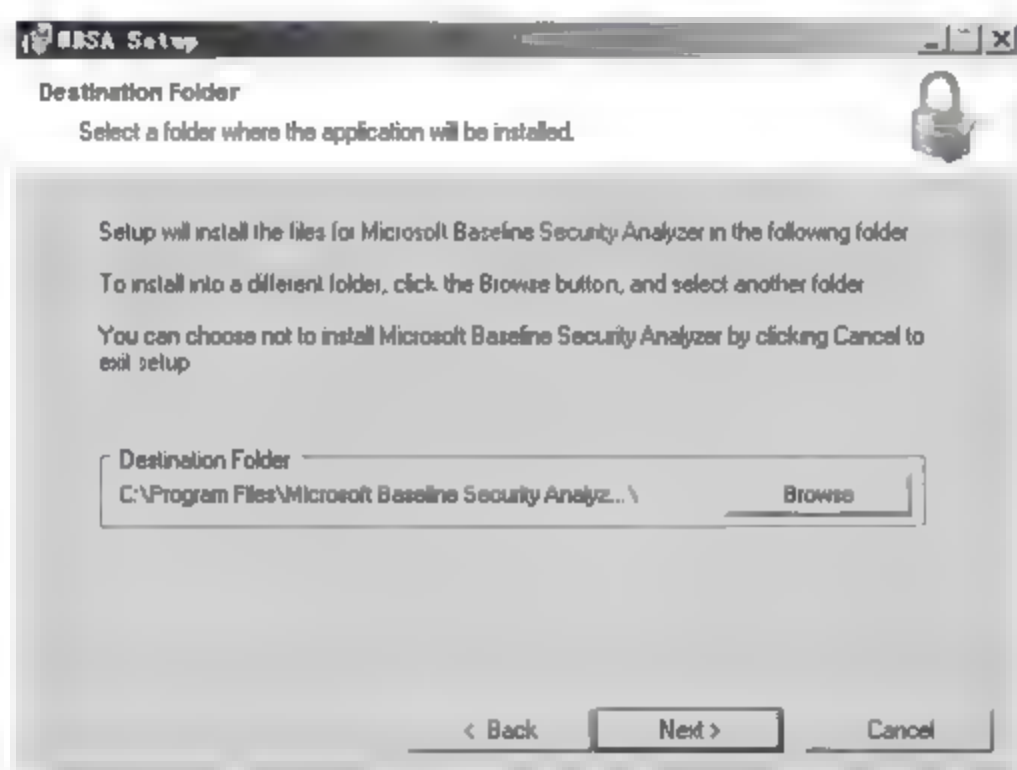 MBSA Setup
Destination Folder
Select a folder where the application will be installed.
Setup will install the files for Microsoft Baseline Security Analyzer in the following folder
To install into a different folder, click the Browse button, and select another folder
You can choose not to install Microsoft Baseline Security Analyzer by clicking Cancel to
exit setup
Destination Folder
C:\Program Files\Microsoft Baseline Security Analyz...\
Browse
< Back
Next >
Cancel